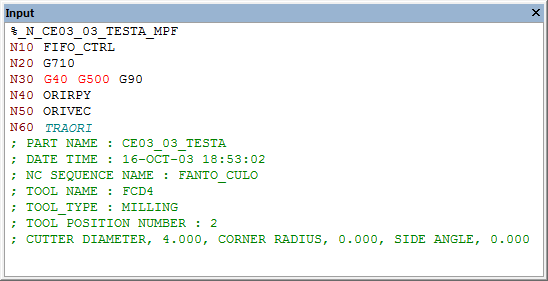 Input
%_N_CE03_03_TESTA_MPF
N10 FIFO_CTRL
N20 G710
N30 G40 G500 G90
N40 ORIRPY
N50 ORIVEC
N60 TRAORI
; PART NAME : CE03_03_TESTA
; DATE TIME : 16-OCT-03 18:53:02
; NC SEQUENCE NAME : FANTO_CULO
; TOOL NAME : FCD4
; TOOL_TYPE : MILLING
; TOOL POSITION NUMBER : 2
; CUTTER DIAMETER, 4.000, CORNER RADIUS, 0.000, SIDE ANGLE, 0.000